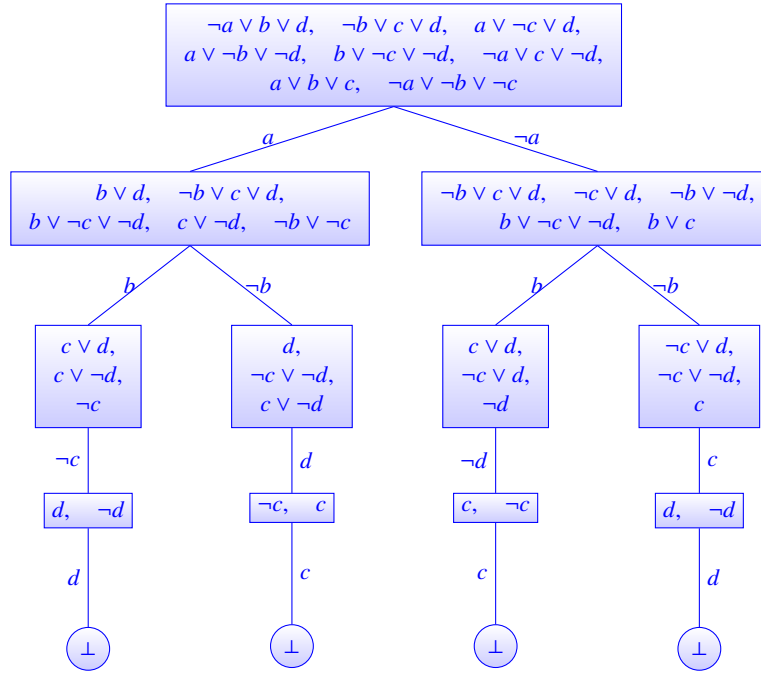 ¬a ∨ b ∨ d, ¬b ∨ c ∨ d, a ∨ ¬c ∨ d,
a ∨ ¬b ∨ ¬d, b ∨ ¬c ∨ ¬d, ¬a ∨ c ∨ ¬d,
a ∨ b ∨ c, ¬a ∨ ¬b ∨ ¬c
a ¬a
b ∨ d, ¬b ∨ c ∨ d,
b ∨ ¬c ∨ ¬d, c ∨ ¬d, ¬b ∨ ¬c
¬b ∨ c ∨ d, ¬c ∨ d, ¬b ∨ ¬d,
b ∨ ¬c ∨ ¬d, b ∨ c
b ¬b b ¬b
c ∨ d,
c ∨ ¬d,
¬c
d,
¬c ∨ ¬d,
c ∨ ¬d
c ∨ d,
¬c ∨ d,
¬d
¬c ∨ d,
¬c ∨ ¬d,
c
¬c d ¬d c
d, ¬d
¬c, c
c, ¬c
d, ¬d
d c c d
⊥ ⊥ ⊥ ⊥